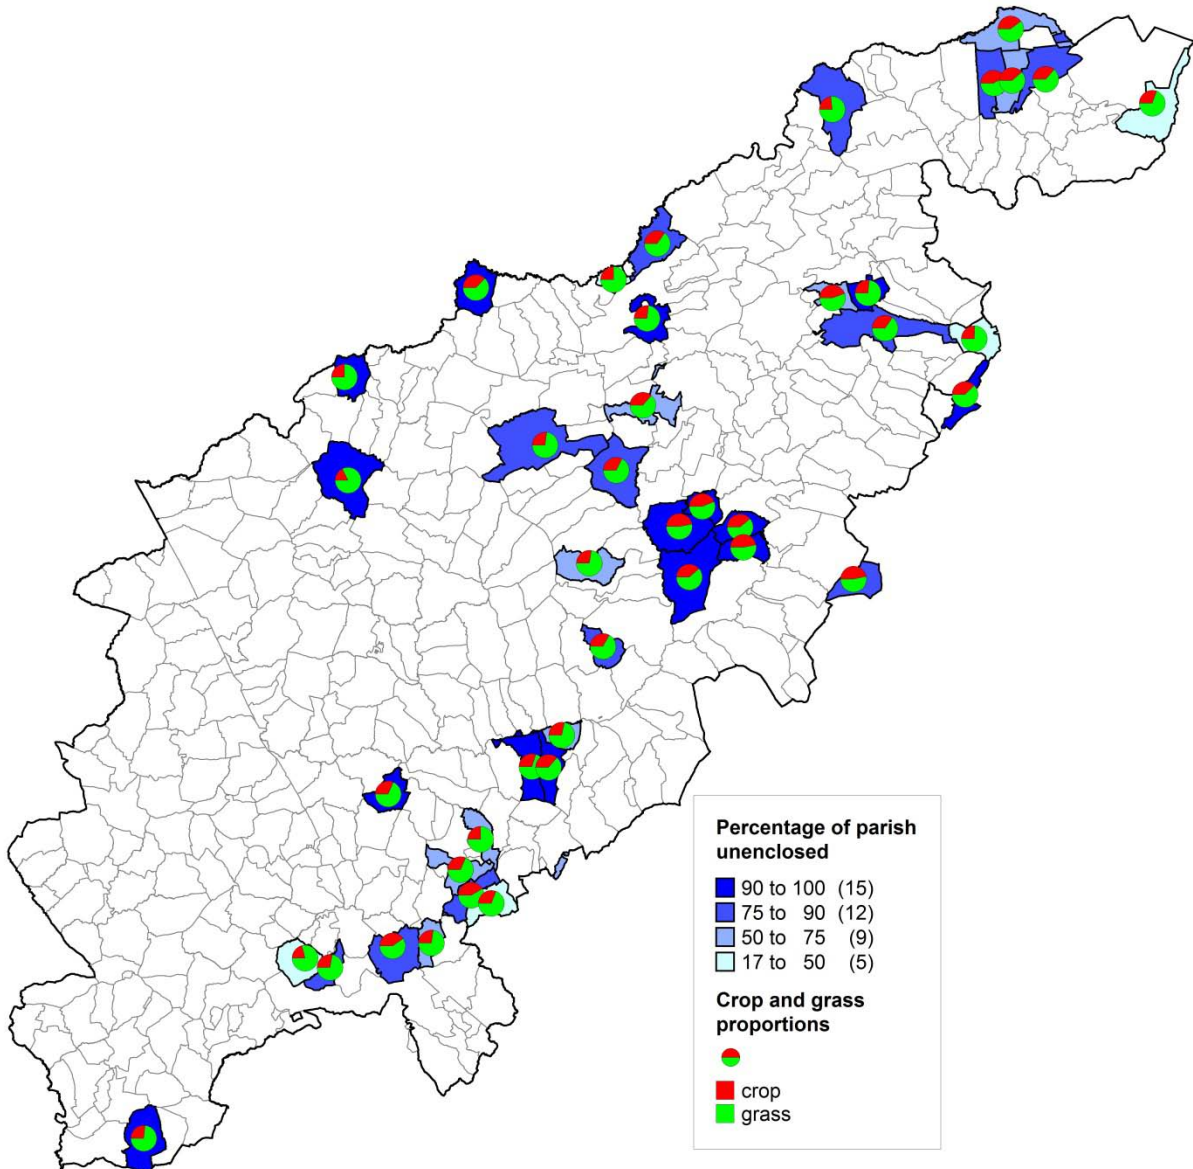 Percentage of parish
unenclosed
90 to 100 (15)
75 to 90 (12)
50 to 75 (9)
17 to 50 (5)
Crop and grass
proportions
crop
grass